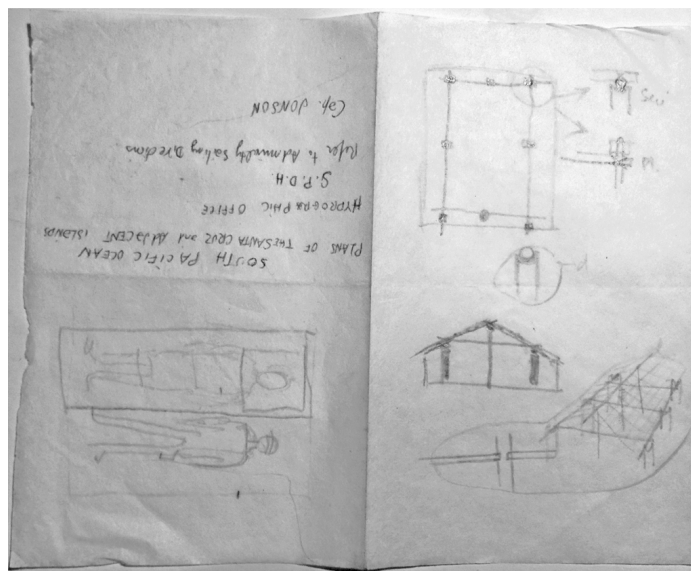 SOUTH PACIFIC OCEAN
PLANS OF THE SANTA CRUZ and ADJACENT ISLANDS
HYDROGRAPHIC OFFICE
S.P.D.H.
Refer to Admiralty Sailing Directions
Cap. JONSON